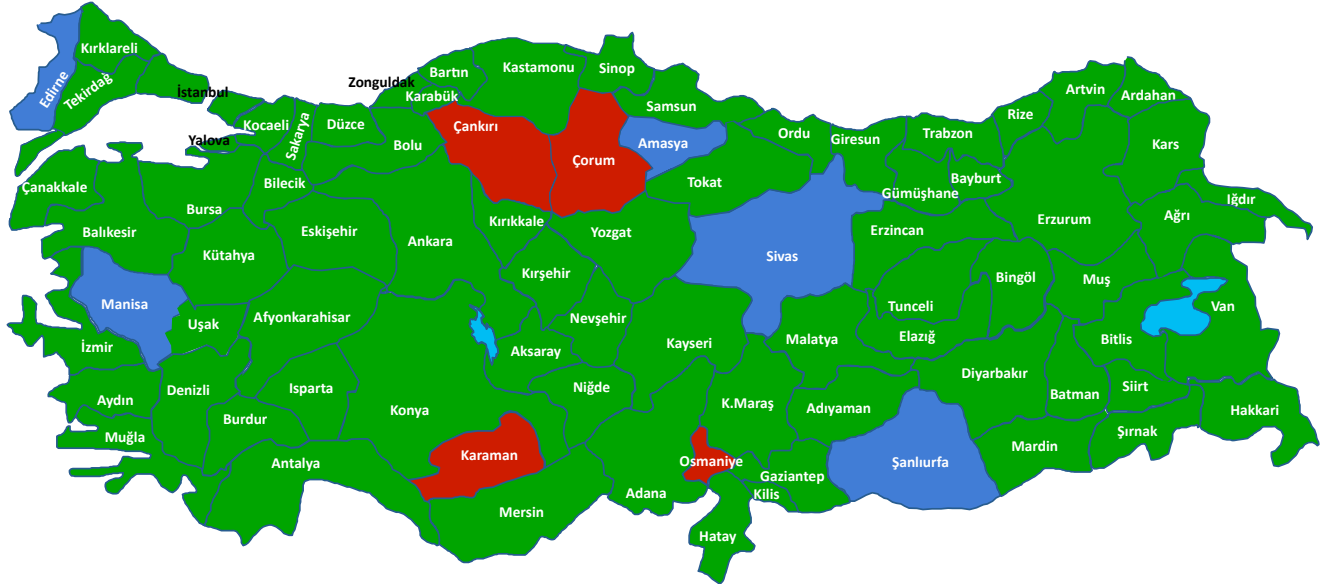 Kırklareli
Edirne
Tekirdağ
İstanbul
Zonguldak
Bartın
Kastamonu
Sinop
Karabük
Samsun
Kocaeli
Sakarya
Düzce
Yalova
Bolu
Çankırı
Çorum
Amasya
Ordu
Giresun
Trabzon
Rize
Artvin
Ardahan
Kars
Çanakkale
Bursa
Bilecik
Tokat
Gümüşhane
Bayburt
Iğdır
Balıkesir
Kütahya
Eskişehir
Ankara
Kırıkkale
Yozgat
Sivas
Erzincan
Erzurum
Ağrı
Manisa
Uşak
Afyonkarahisar
Kırşehir
Nevşehir
Tunceli
Bingöl
Muş
Van
İzmir
Aksaray
Kayseri
Malatya
Elazığ
Bitlis
Aydın
Denizli
Isparta
Konya
Niğde
K.Maraş
Adıyaman
Diyarbakır
Batman
Siirt
Hakkari
Muğla
Burdur
Antalya
Karaman
Osmaniye
Gaziantep
Şanlıurfa
Mardin
Şırnak
Mersin
Adana
Kilis
Hatay